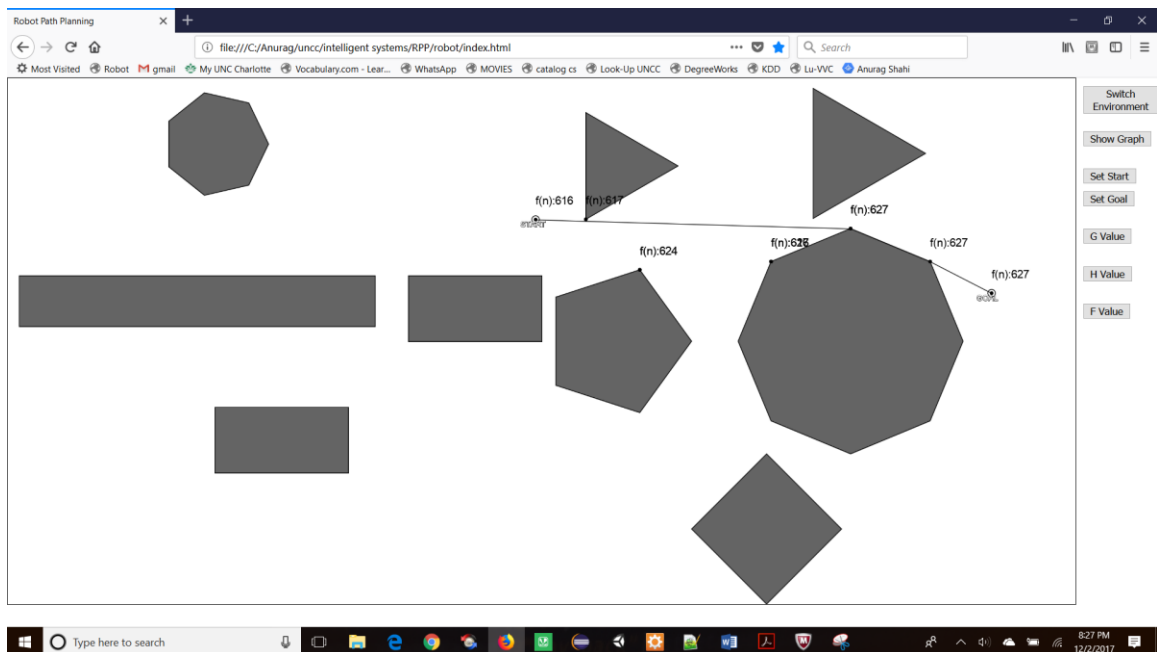 Robot Path Planning
file:///C:/Anurag/uncc/intelligent systems/RPP/robot/index.html
Search
Most Visited Robot M gmail My UNC Charlotte Vocabulary.com - Lear... WhatsApp MOVIES catalog cs Look-Up UNCC DegreeWorks KDD Lu-VVC Anurag Shahi
Switch
Environment
Show Graph
Set Start
Set Goal
G Value
H Value
F Value
f(n):616 f(n):617
f(n):627
START
f(n):624
f(n):627
f(n):627
GOAL
Type here to search
8:27 PM
12/2/2017